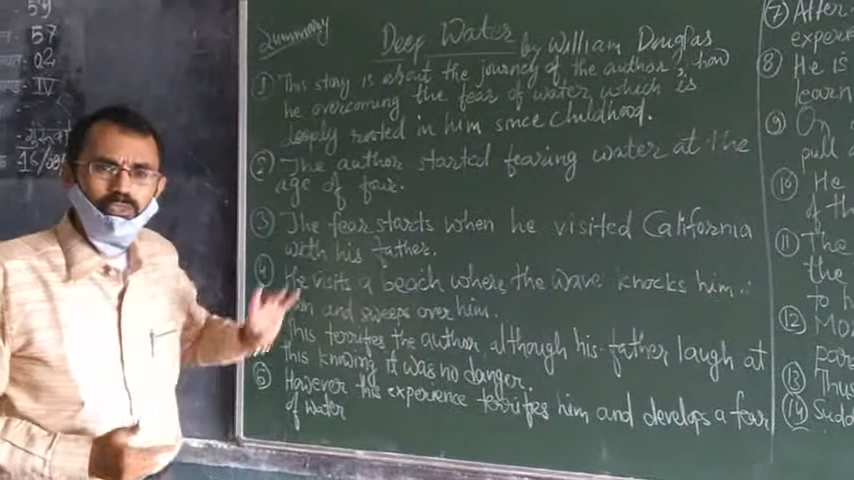 59
57
02
IV
16/08
Summary
Deep Water by William Douglas
① This story is about the journey of the author, how
he overcoming the fear of water which is
deeply rooted in him since childhood.
② The author started fearing water at the
age of four.
③ The fear starts when he visited California
with his father.
④ He visits a beach where the wave knocks him
and sweeps over him.
This terrifies the author although his father laugh at
this knowing it was no danger.
⑥ However this experience terrifies him and develops a fear
of water
⑦ After
experi
⑧ He is
learn
⑨ On
pull
⑩ He
of th
⑪ The
the
to h
⑫ Mo
para
⑬ Thus
⑭ Sudd